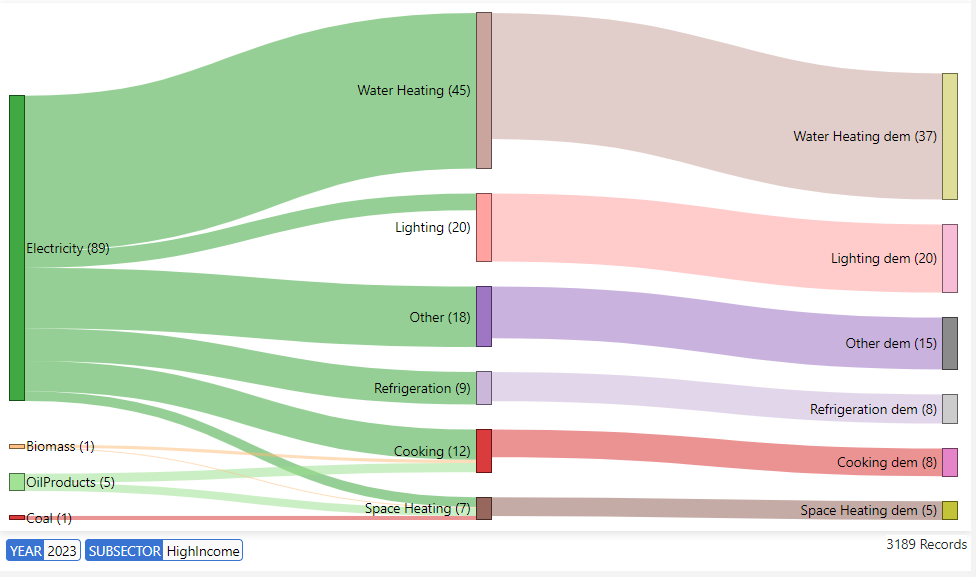 Water Heating (45)
Water Heating dem (37)
Lighting (20)
Electricity (89)
Lighting dem (20)
Other (18)
Other dem (15)
Refrigeration (9)
Refrigeration dem (8)
Biomass (1)
Cooking (12)
Cooking dem (8)
OilProducts (5)
Space Heating (7)
Space Heating dem (5)
Coal (1)
YEAR 2023 SUBSECTOR HighIncome
3189 Records